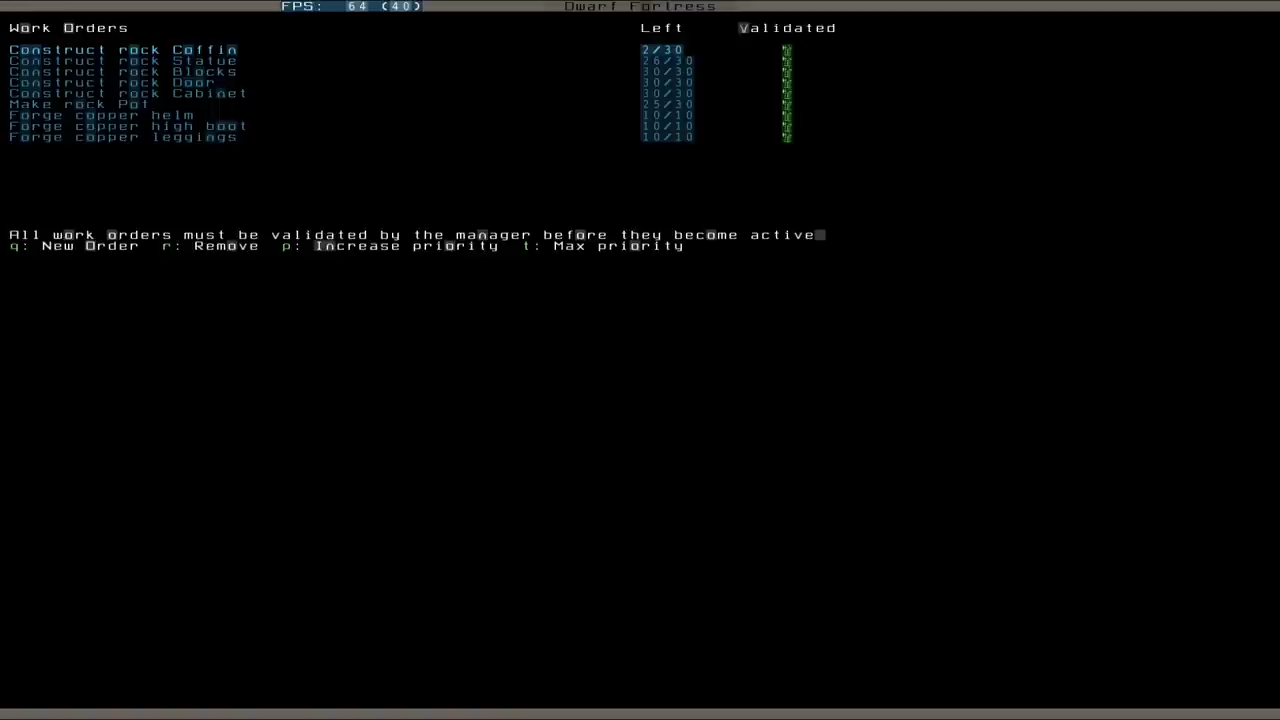 FPS: 64 (40) Dwarf Fortress
Work Orders Left Validated
Construct rock Coffin 2/30
Construct rock Statue 26/30
Construct rock Blocks 30/30
Construct rock Door 30/30
Construct rock Cabinet 30/30
Make rock Pot 25/30
Forge copper helm 10/10
Forge copper high boot 10/10
Forge copper leggings 10/10
All work orders must be validated by the manager before they become active
q: New Order r: Remove p: Increase priority t: Max priority